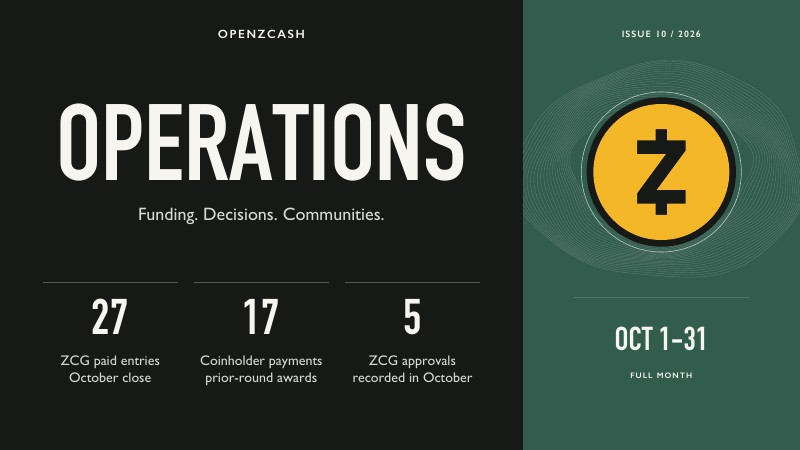 OPENZCASH
OPERATIONS
Funding. Decisions. Communities.
27
ZCG paid entries
October close
17
Coinholder payments
prior-round awards
5
ZCG approvals
recorded in October
ISSUE 10 / 2026
OCT 1–31
FULL MONTH